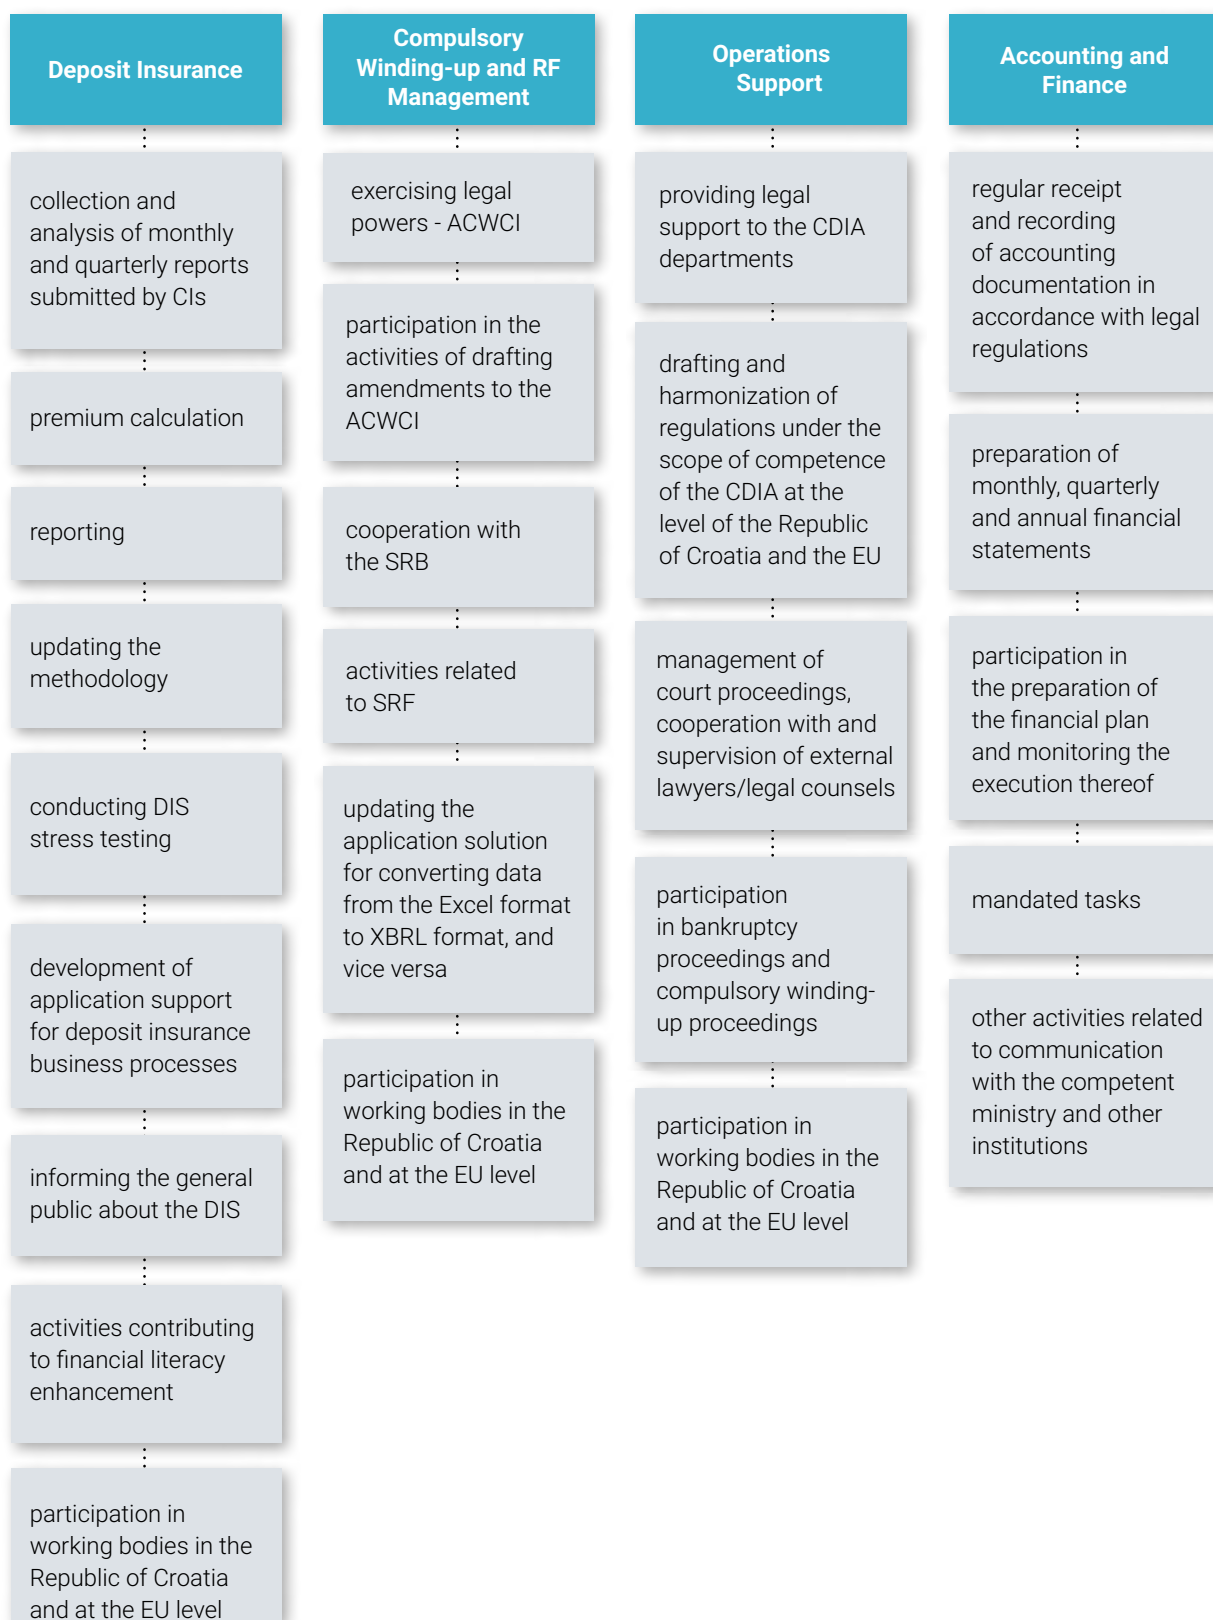 Deposit Insurance
collection and
analysis of monthly
and quarterly reports
submitted by CIs
premium calculation
reporting
updating the
methodology
conducting DIS
stress testing
development of
application support
for deposit insurance
business processes
informing the general
public about the DIS
activities contributing
to financial literacy
enhancement
participation in
working bodies in the
Republic of Croatia
and at the EU level
Compulsory
Winding-up and RF
Management
exercising legal
powers - ACWCI
participation in the
activities of drafting
amendments to the
ACWCI
cooperation with
the SRB
activities related
to SRF
updating the
application solution
for converting data
from the Excel format
to XBRL format, and
vice versa
participation in
working bodies in the
Republic of Croatia
and at the EU level
Operations
Support
providing legal
support to the CDIA
departments
drafting and
harmonization of
regulations under the
scope of competence
of the CDIA at the
level of the Republic
of Croatia and the EU
management of
court proceedings,
cooperation with and
supervision of external
lawyers/legal counsels
participation
in bankruptcy
proceedings and
compulsory winding-
up proceedings
participation in
working bodies in the
Republic of Croatia
and at the EU level
Accounting and
Finance
regular receipt
and recording
of accounting
documentation in
accordance with legal
regulations
preparation of
monthly, quarterly
and annual financial
statements
participation in
the preparation of
the financial plan
and monitoring the
execution thereof
mandated tasks
other activities related
to communication
with the competent
ministry and other
institutions